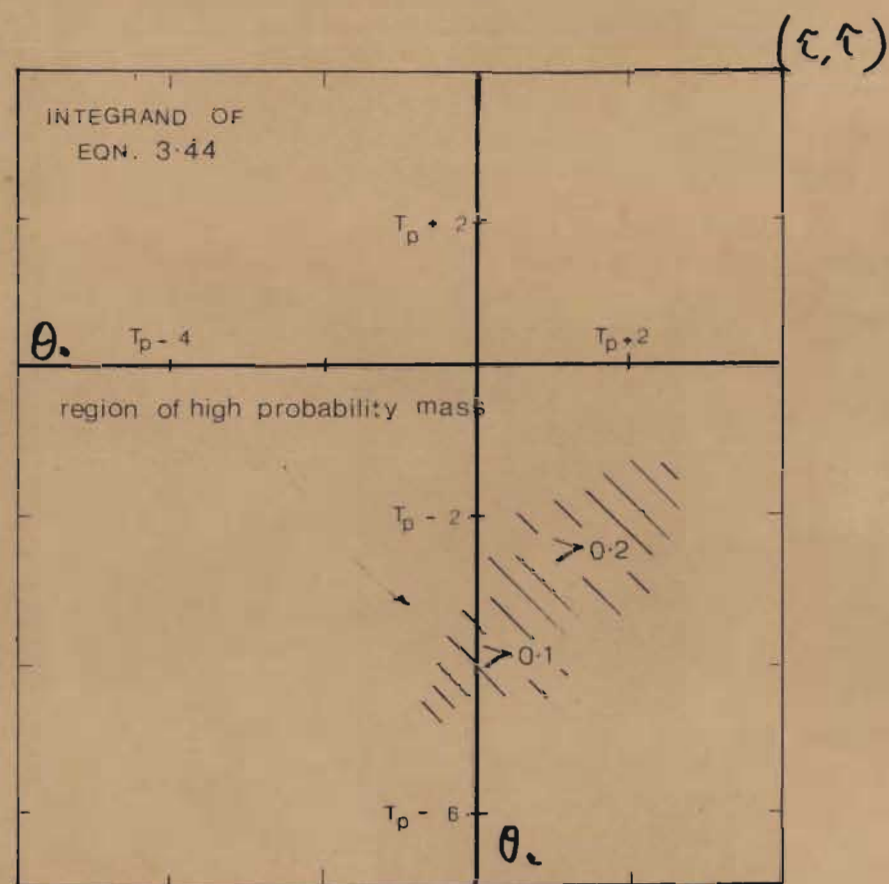 (τ,τ)
INTEGRAND OF
EQN. 3·44
Tp + 2
θ.
Tp - 4
Tp + 2
region of high probability mass
Tp - 2
>0·2
>0·1
Tp - 6
θ.